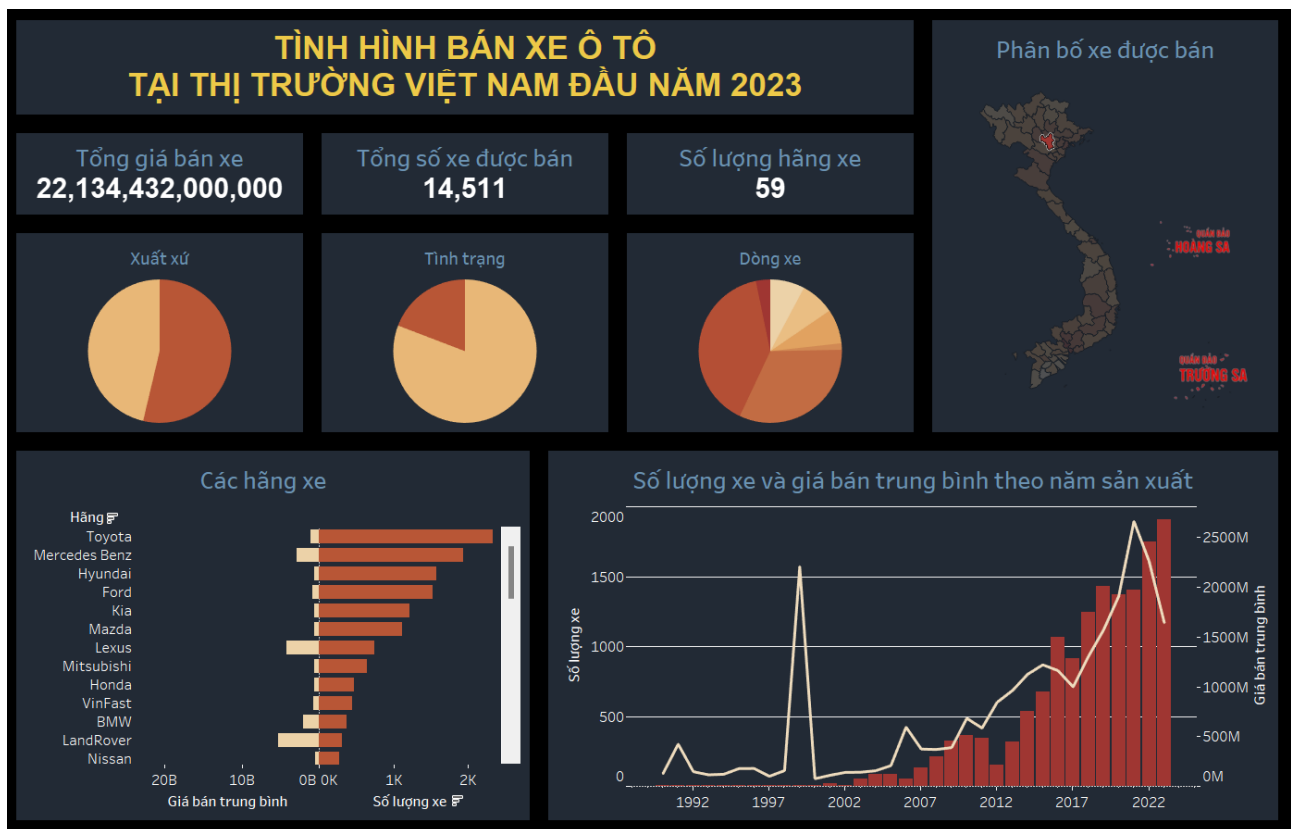 TÌNH HÌNH BÁN XE Ô TÔ
TẠI THỊ TRƯỜNG VIỆT NAM ĐẦU NĂM 2023
Phân bố xe được bán
Tổng giá bán xe
22,134,432,000,000
Tổng số xe được bán
14,511
Số lượng hãng xe
59
QUẦN ĐẢO
HOÀNG SA
QUẦN ĐẢO
TRƯỜNG SA
Xuất xứ
Tình trạng
Dòng xe
Các hãng xe
Hãng
Toyota
Mercedes Benz
Hyundai
Ford
Kia
Mazda
Lexus
Mitsubishi
Honda
VinFast
BMW
LandRover
Nissan
20B 10B 0B 0K 1K 2K
Giá bán trung bình Số lượng xe
Số lượng xe và giá bán trung bình theo năm sản xuất
2000
1500
1000
500
0
Số lượng xe
2500M
2000M
1500M
1000M
500M
0M
Giá bán trung bình
1992 1997 2002 2007 2012 2017 2022